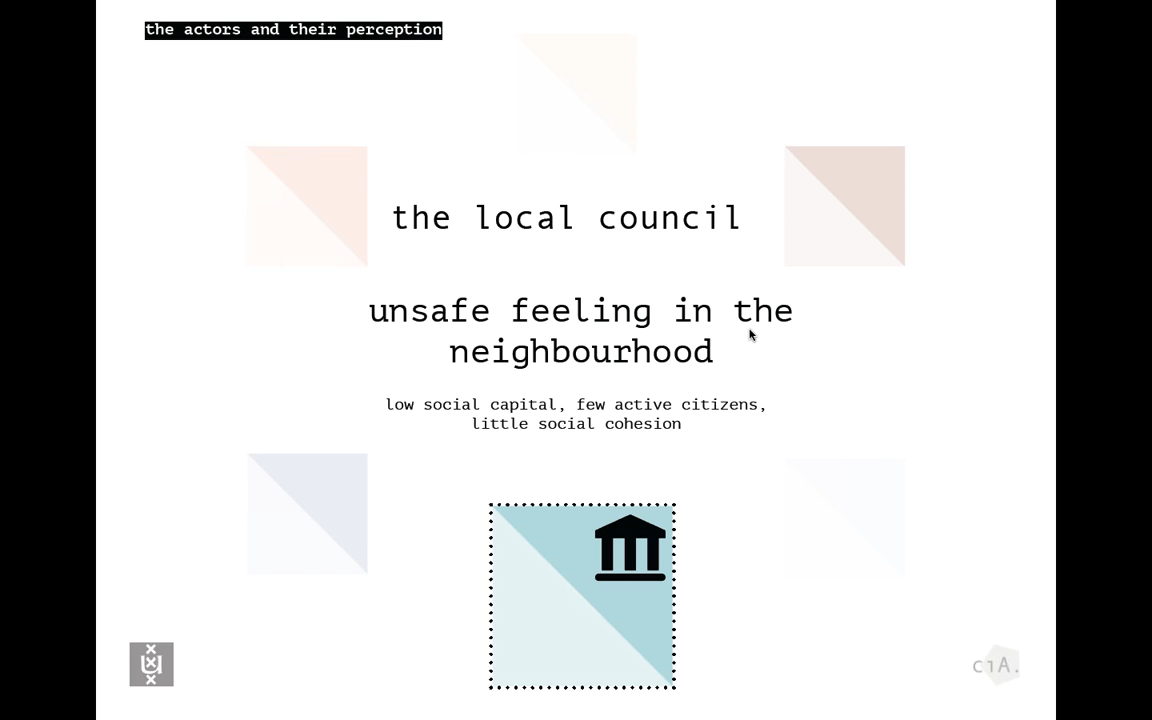 the actors and their perception
the local council
unsafe feeling in the
neighbourhood
low social capital, few active citizens,
little social cohesion
c1A.